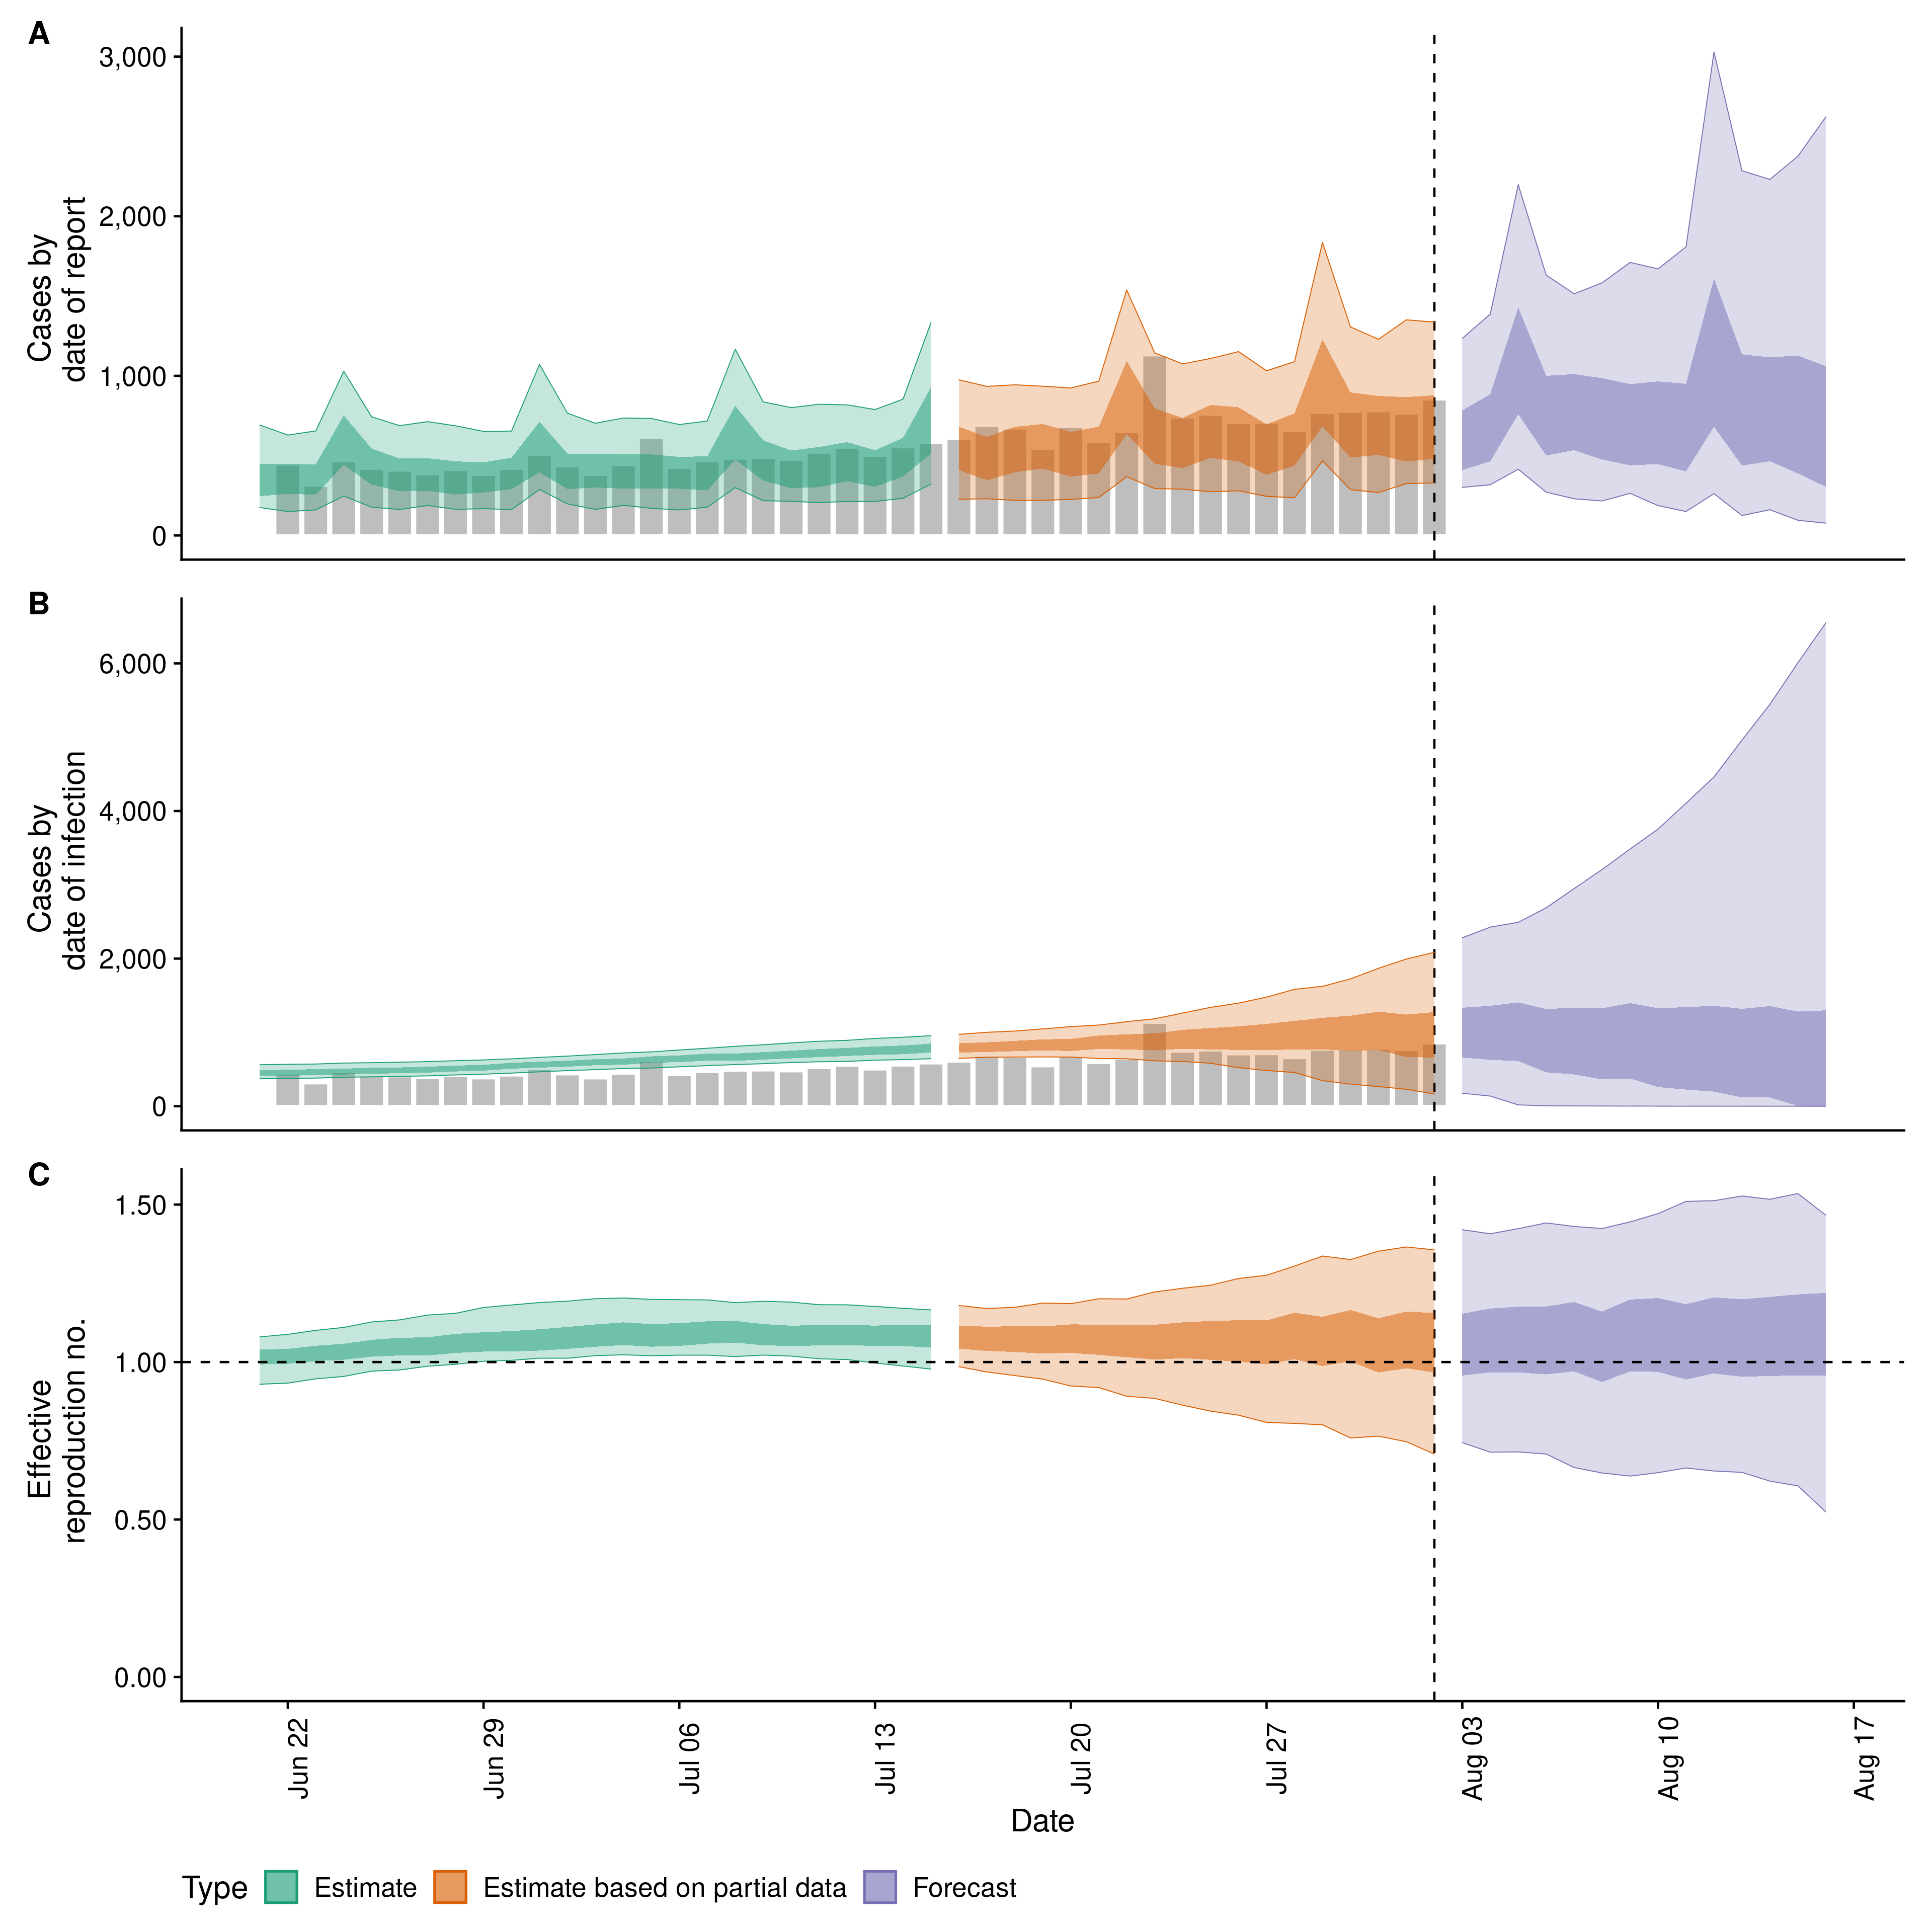 A
3,000
2,000
1,000
0
Cases by
date of report
B
6,000
4,000
2,000
0
Cases by
date of infection
C
1.50
1.00
0.50
0.00
Effective
reproduction no.
Jun 22
Jun 29
Jul 06
Jul 13
Jul 20
Jul 27
Aug 03
Aug 10
Aug 17
Date
Type Estimate Estimate based on partial data Forecast